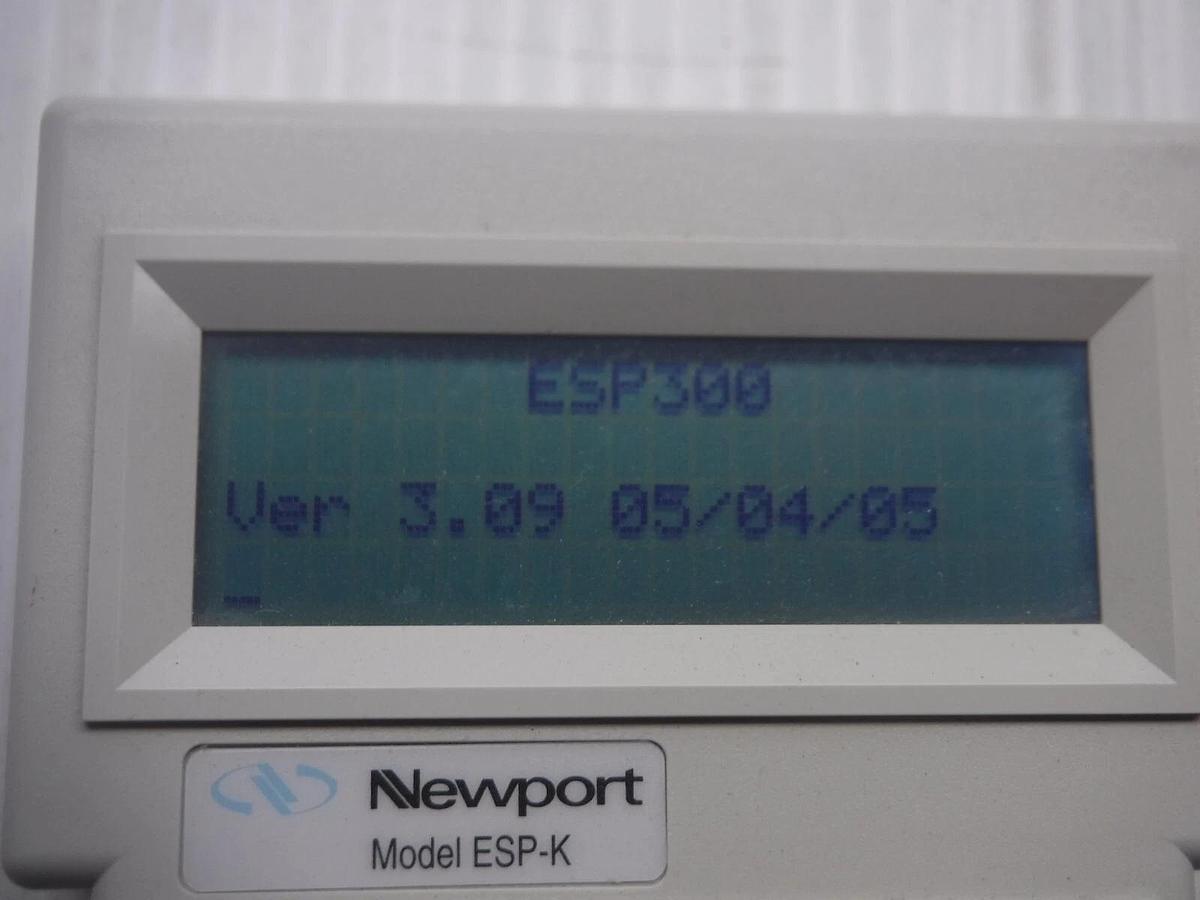 ESP300
Ver 3.09 05/04/05
Newport
Model ESP-K